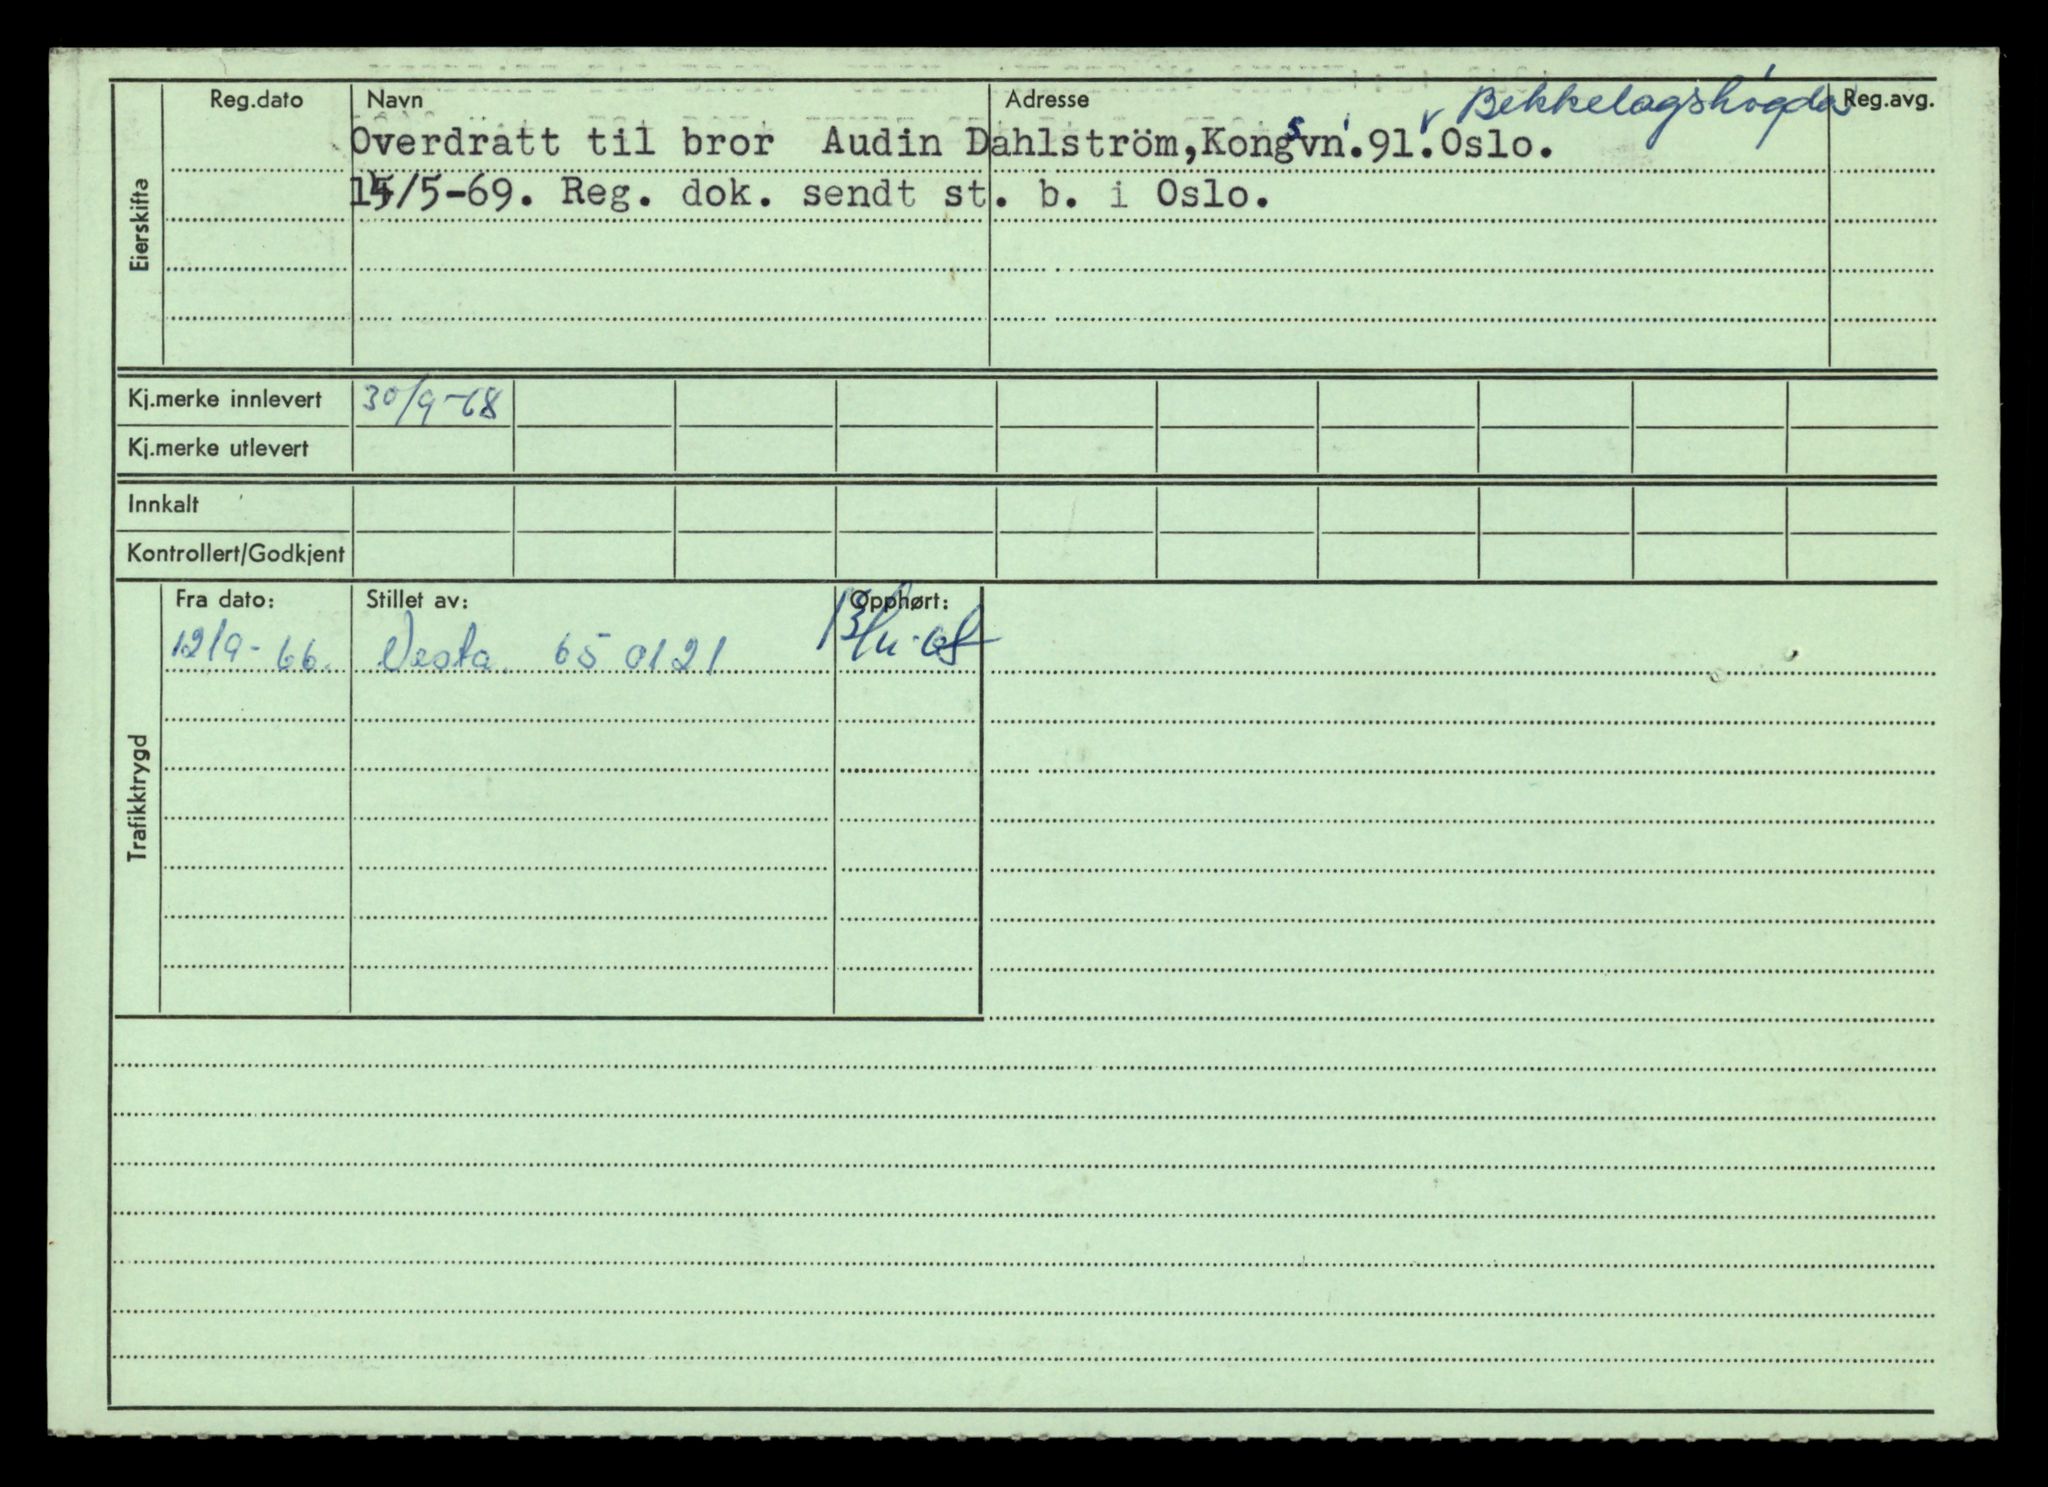 Reg.dato Navn Adresse Bekkelagshøgda Reg.avg.
Overdratt til bror Audin Dahlström,Kongsvn.91.Oslo.
/5-69. Reg. dok. sendt st. b. i Oslo.
Eierskifte
Kj.merke innlevert 30/9-68
Kj.merke utlevert
Innkalt
Kontrollert/Godkjent
Fra dato: Stillet av: Opphørt:
12/9-66. Vesta. 65 0121
Trafikktrygd